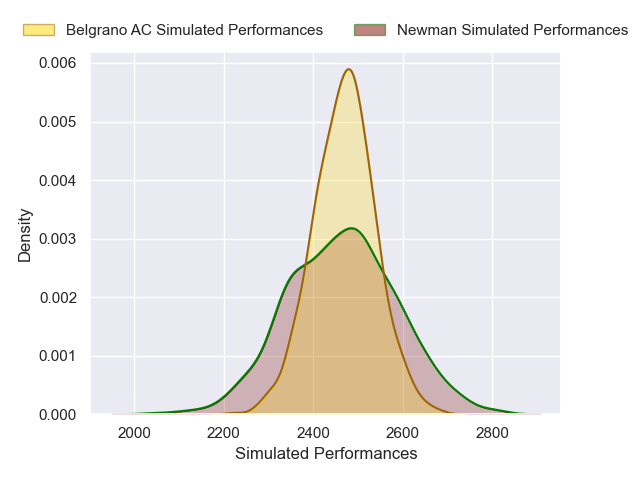 Belgrano AC Simulated Performances Newman Simulated Performances
0.006
0.005
0.004
0.003
0.002
0.001
0.000
Density
2000 2200 2400 2600 2800
Simulated Performances